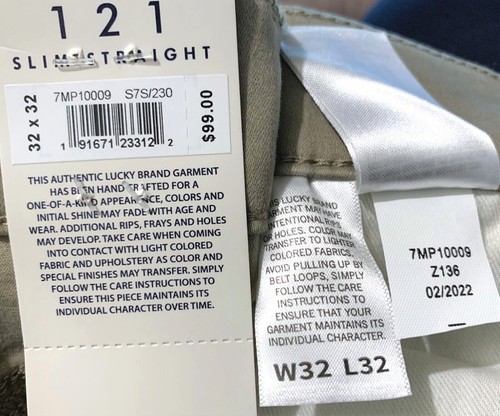 121
SLIM STRAIGHT
32 x 32
7MP10009 S7S/230
1 91671 23312 2
$99.00
THIS AUTHENTIC LUCKY BRAND GARMENT
HAS BEEN HAND CRAFTED FOR A
ONE-OF-A-KIND APPEARANCE, COLORS AND
INITIAL SHINE MAY FADE WITH AGE AND
WEAR. ADDITIONAL RIPS, FRAYS AND HOLES
MAY DEVELOP. TAKE CARE WHEN COMING
INTO CONTACT WITH LIGHT COLORED
FABRIC AND UPHOLSTERY AS COLOR AND
SPECIAL FINISHES MAY TRANSFER. SIMPLY
FOLLOW THE CARE INSTRUCTIONS TO
ENSURE THIS PIECE MAINTAINS ITS
INDIVIDUAL CHARACTER OVER TIME.
LUCKY BRAND
GARMENT MAY HAVE
INTENTIONAL RIPS
OR HOLES. COLOR MAY
TRANSFER TO LIGHTER
COLORED FABRICS.
AVOID PULLING UP BY
BELT LOOPS, SIMPLY
FOLLOW THE CARE
INSTRUCTIONS TO
ENSURE THAT YOUR
GARMENT MAINTAINS ITS
INDIVIDUAL CHARACTER.
W32 L32
7MP10009
Z136
02/2022